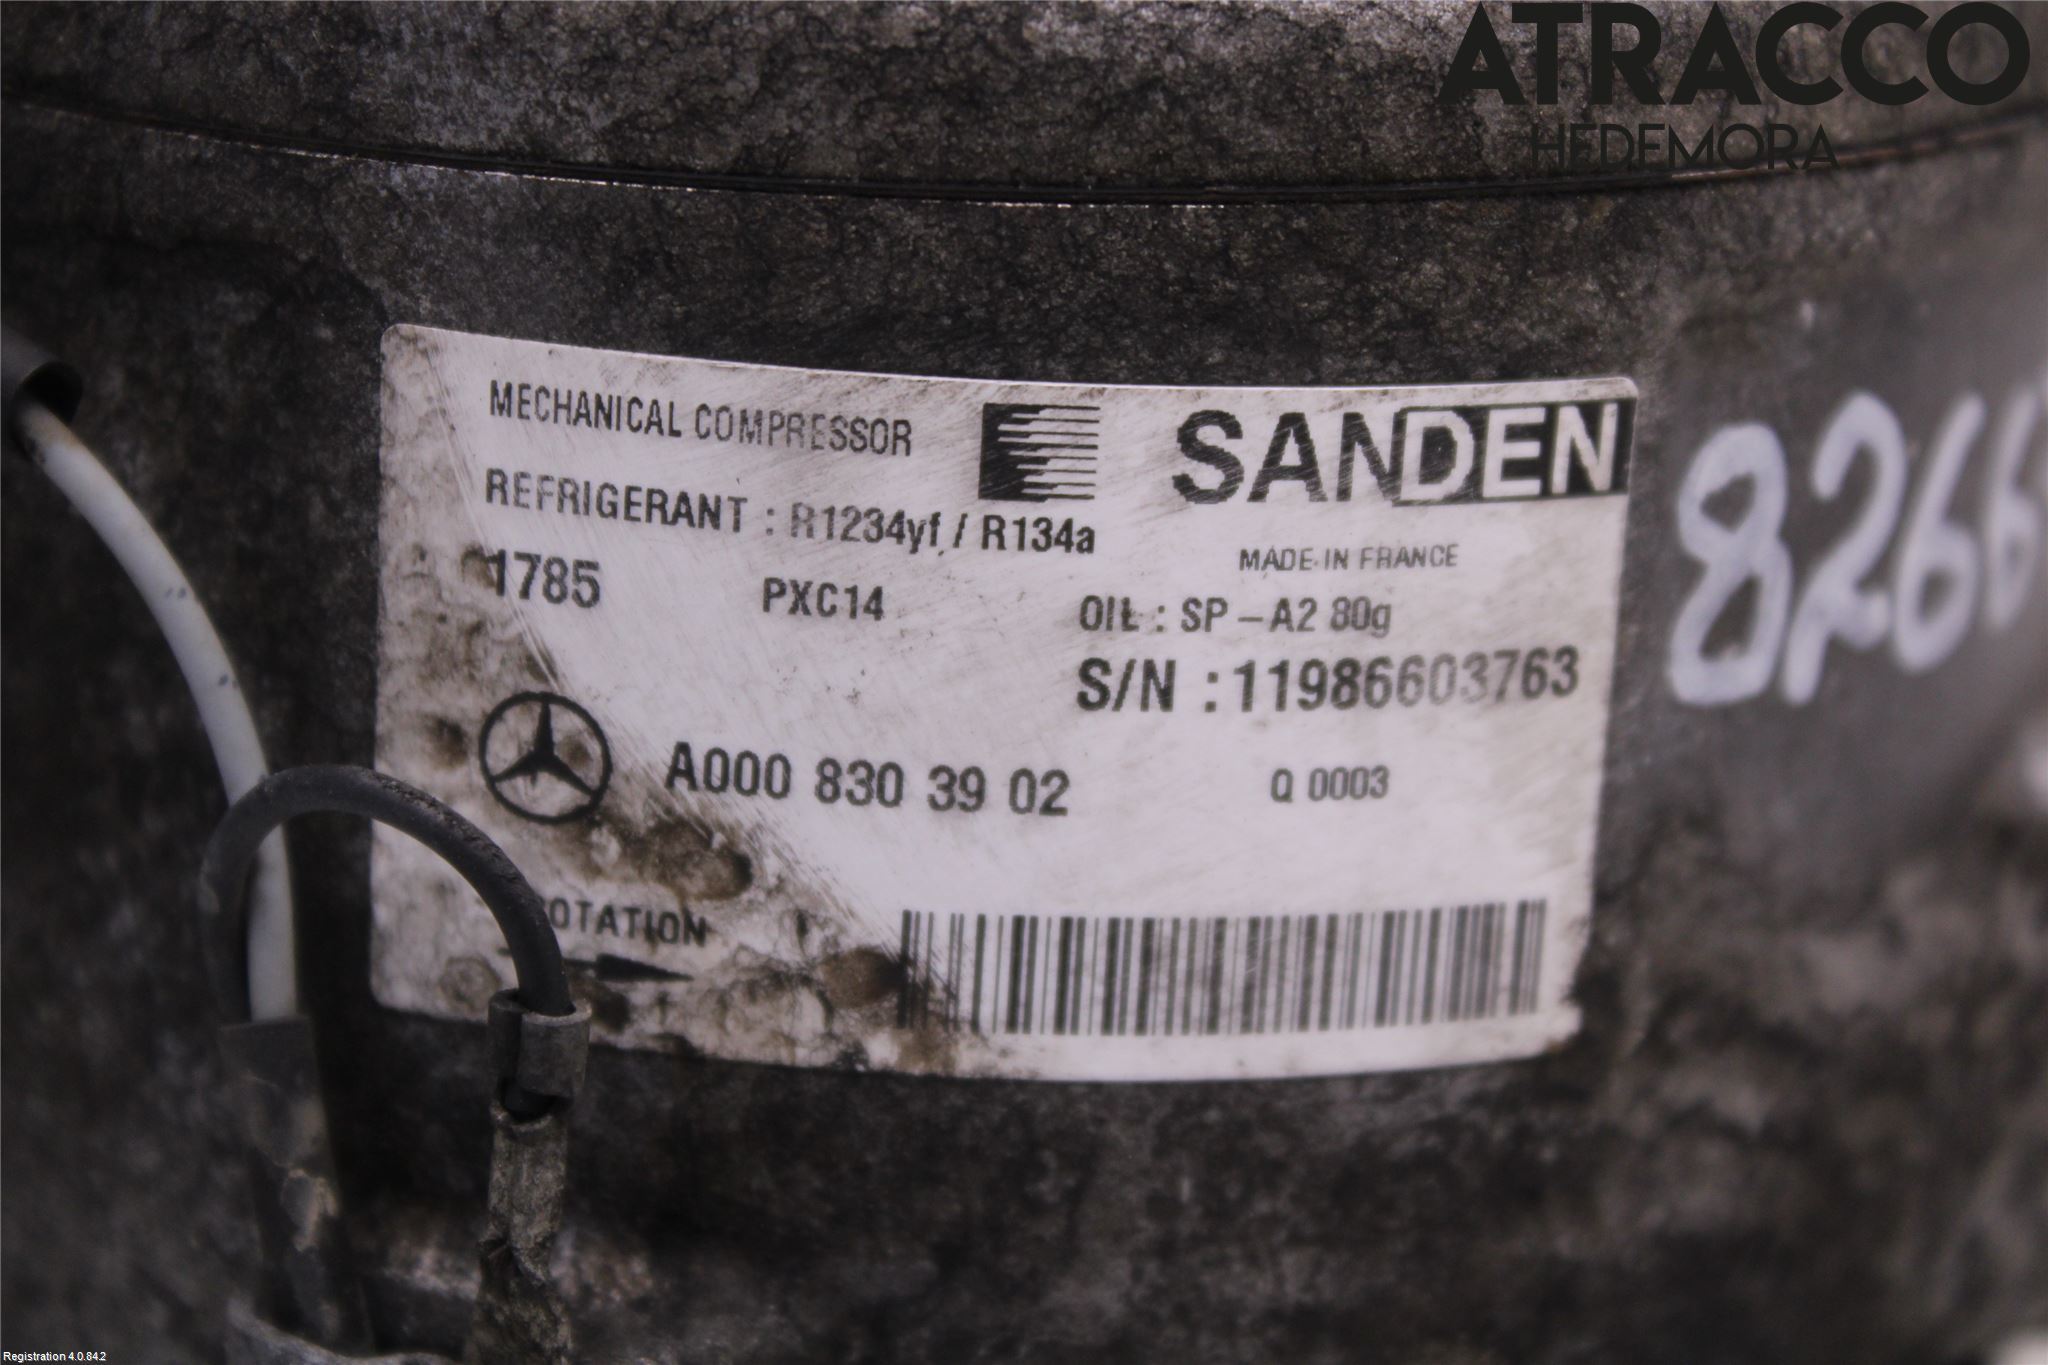 ATRACCO
HEDEMORA
MECHANICAL COMPRESSOR
SANDEN
REFRIGERANT : R1234yf / R134a
MADE IN FRANCE
1785 PXC14
OIL : SP-A2 80g
S/N : 11986603763
A000 830 39 02
Q 0003
ROTATION
8266
Registration 4.0.84.2